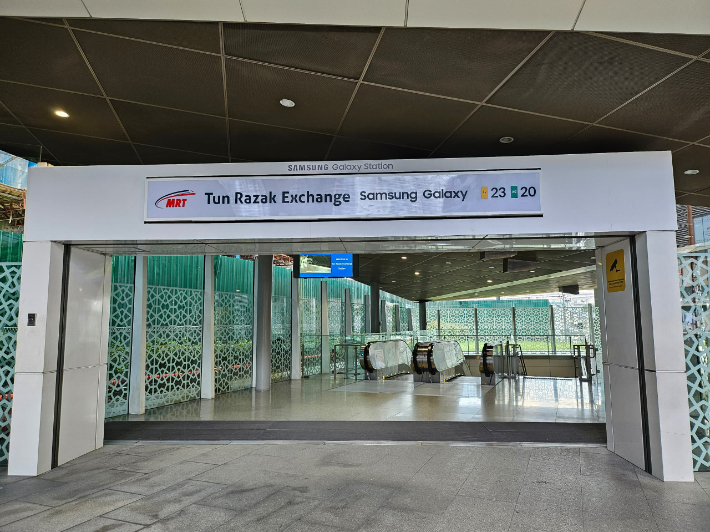 SAMSUNG Galaxy Station
MRT Tun Razak Exchange Samsung Galaxy 23 20